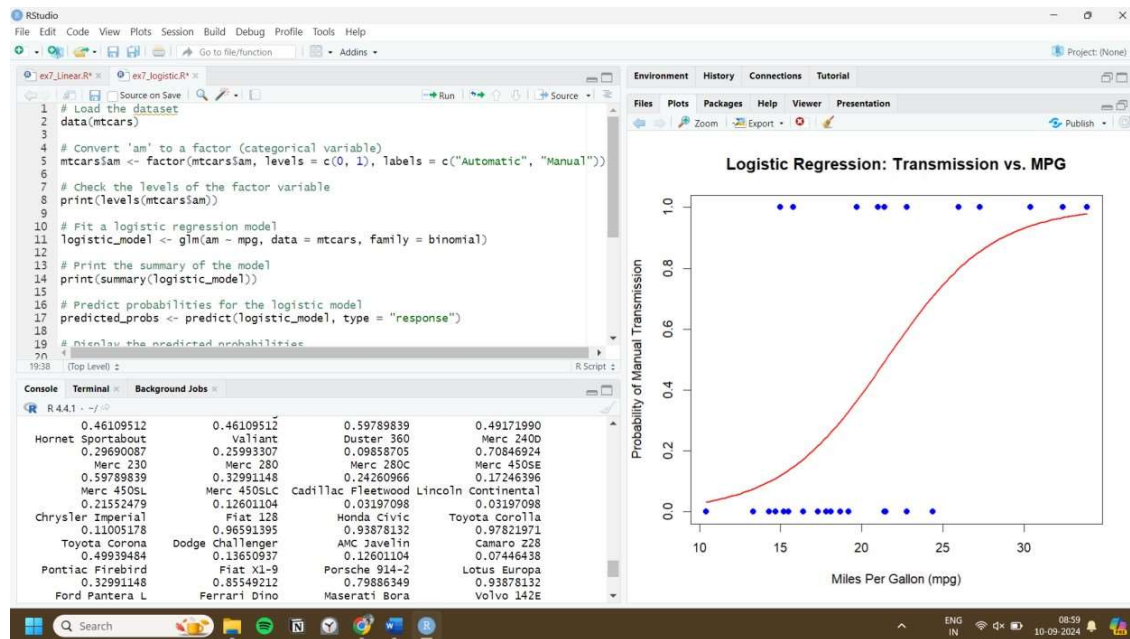 RStudio
File Edit Code View Plots Session Build Debug Profile Tools Help
Go to file/function Addins
Project: (None)
ex7_Linear.R* ex7_logistic.R*
Source on Save Run Source
1 # Load the dataset
2 data(mtcars)
3
4 # Convert 'am' to a factor (categorical variable)
5 mtcars$am <- factor(mtcars$am, levels = c(0, 1), labels = c("Automatic", "Manual"))
6
7 # Check the levels of the factor variable
8 print(levels(mtcars$am))
9
10 # Fit a logistic regression model
11 logistic_model <- glm(am ~ mpg, data = mtcars, family = binomial)
12
13 # Print the summary of the model
14 print(summary(logistic_model))
15
16 # Predict probabilities for the logistic model
17 predicted_probs <- predict(logistic_model, type = "response")
18
19 # Display the predicted probabilities
20
19:38 (Top Level) R Script
Console Terminal Background Jobs
R 4.4.1 · ~/
0.46109512 0.46109512 0.59789839 0.49171990
Hornet Sportabout Valiant Duster 360 Merc 240D
0.29690087 0.25993307 0.09858705 0.70846924
Merc 230 Merc 280 Merc 280C Merc 450SE
0.59789839 0.32991148 0.24260966 0.17246396
Merc 450SL Merc 450SLC Cadillac Fleetwood Lincoln Continental
0.21552479 0.12601104 0.03197098 0.03197098
Chrysler Imperial Fiat 128 Honda Civic Toyota Corolla
0.11005178 0.96591395 0.93878132 0.97821971
Toyota Corona Dodge Challenger AMC Javelin Camaro Z28
0.49939484 0.13650937 0.12601104 0.07446438
Pontiac Firebird Fiat X1-9 Porsche 914-2 Lotus Europa
0.32991148 0.85549212 0.79886349 0.93878132
Ford Pantera L Ferrari Dino Maserati Bora Volvo 142E
Environment History Connections Tutorial
Files Plots Packages Help Viewer Presentation
Zoom Export Publish
Logistic Regression: Transmission vs. MPG
Probability of Manual Transmission
1.0
0.8
0.6
0.4
0.2
0.0
10 15 20 25 30
Miles Per Gallon (mpg)
Search
ENG
IN
08:59
10-09-2024